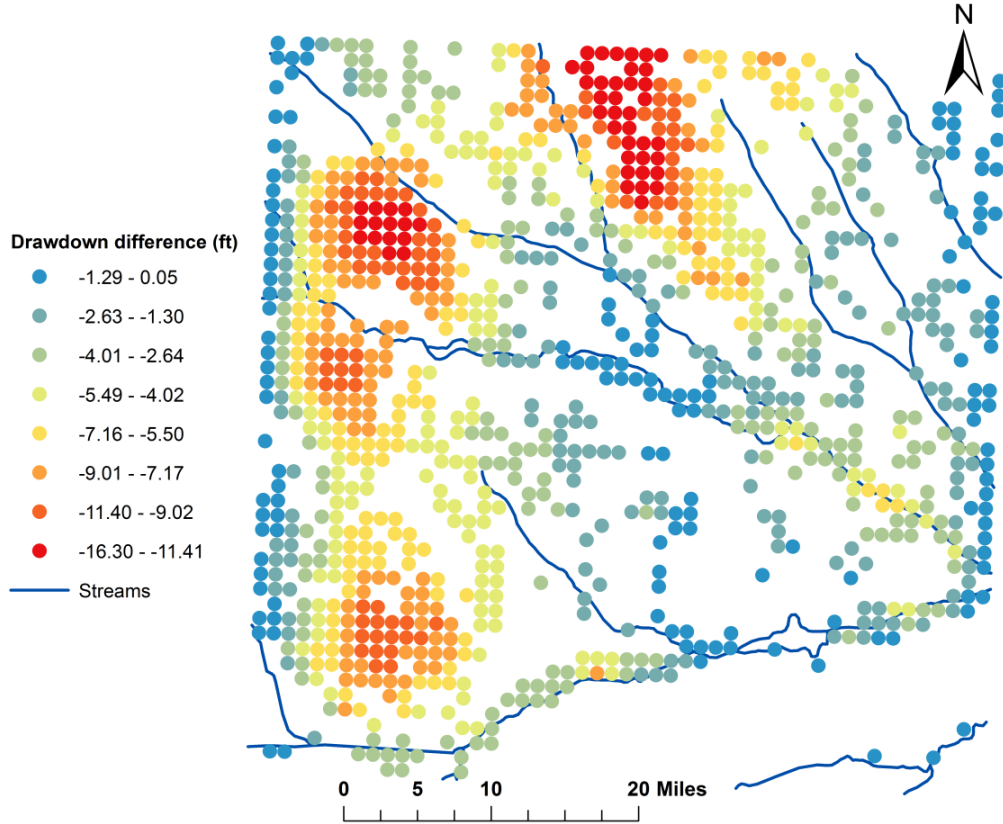 N
Drawdown difference (ft)
-1.29 - 0.05
-2.63 - -1.30
-4.01 - -2.64
-5.49 - -4.02
-7.16 - -5.50
-9.01 - -7.17
-11.40 - -9.02
-16.30 - -11.41
Streams
0 5 10 20 Miles